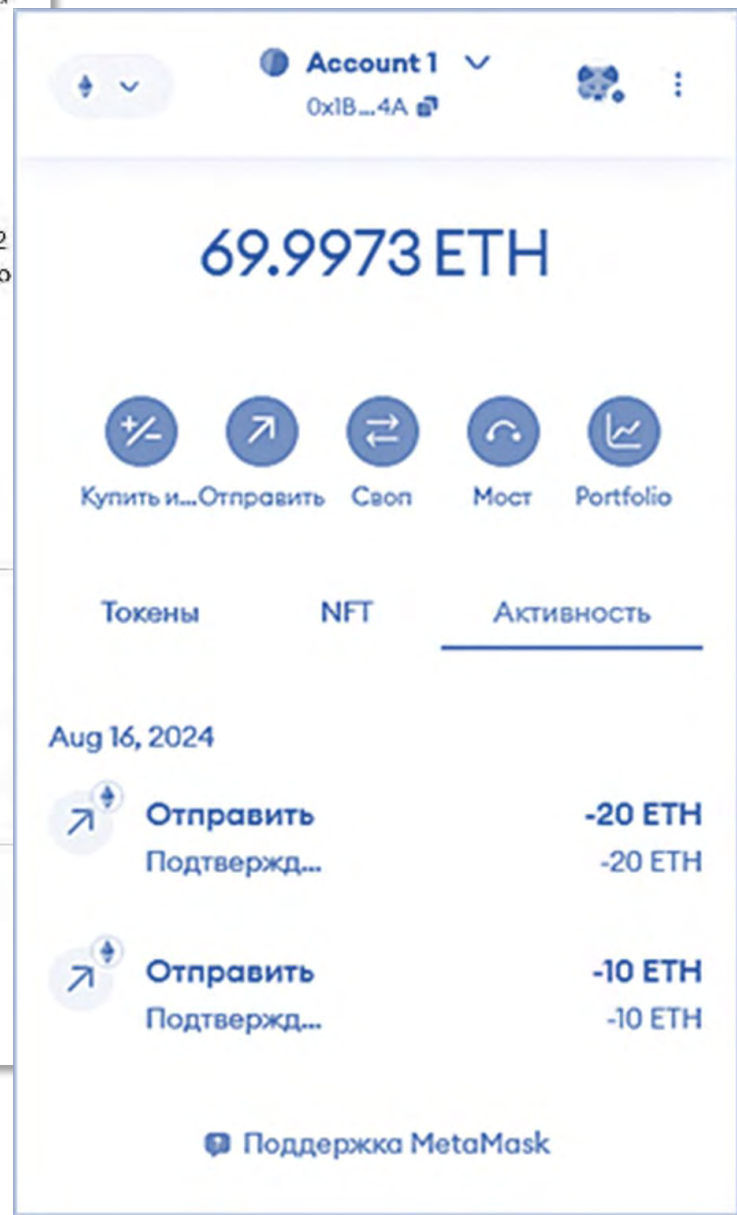 Account 1
0x1B...4A
69.9973 ETH
Купить и... Отправить Своп Мост Portfolio
Токены NFT Активность
Aug 16, 2024
Отправить -20 ETH
Подтвержд... -20 ETH
Отправить -10 ETH
Подтвержд... -10 ETH
Поддержка MetaMask